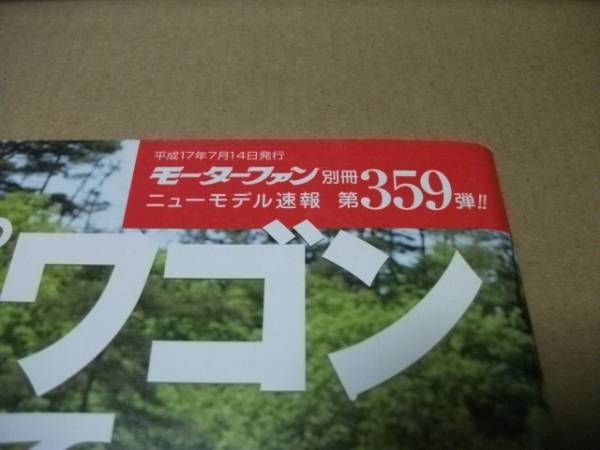 平成17年7月14日発行
モーターファン 別冊
ニューモデル速報 第359弾!!
ワゴン